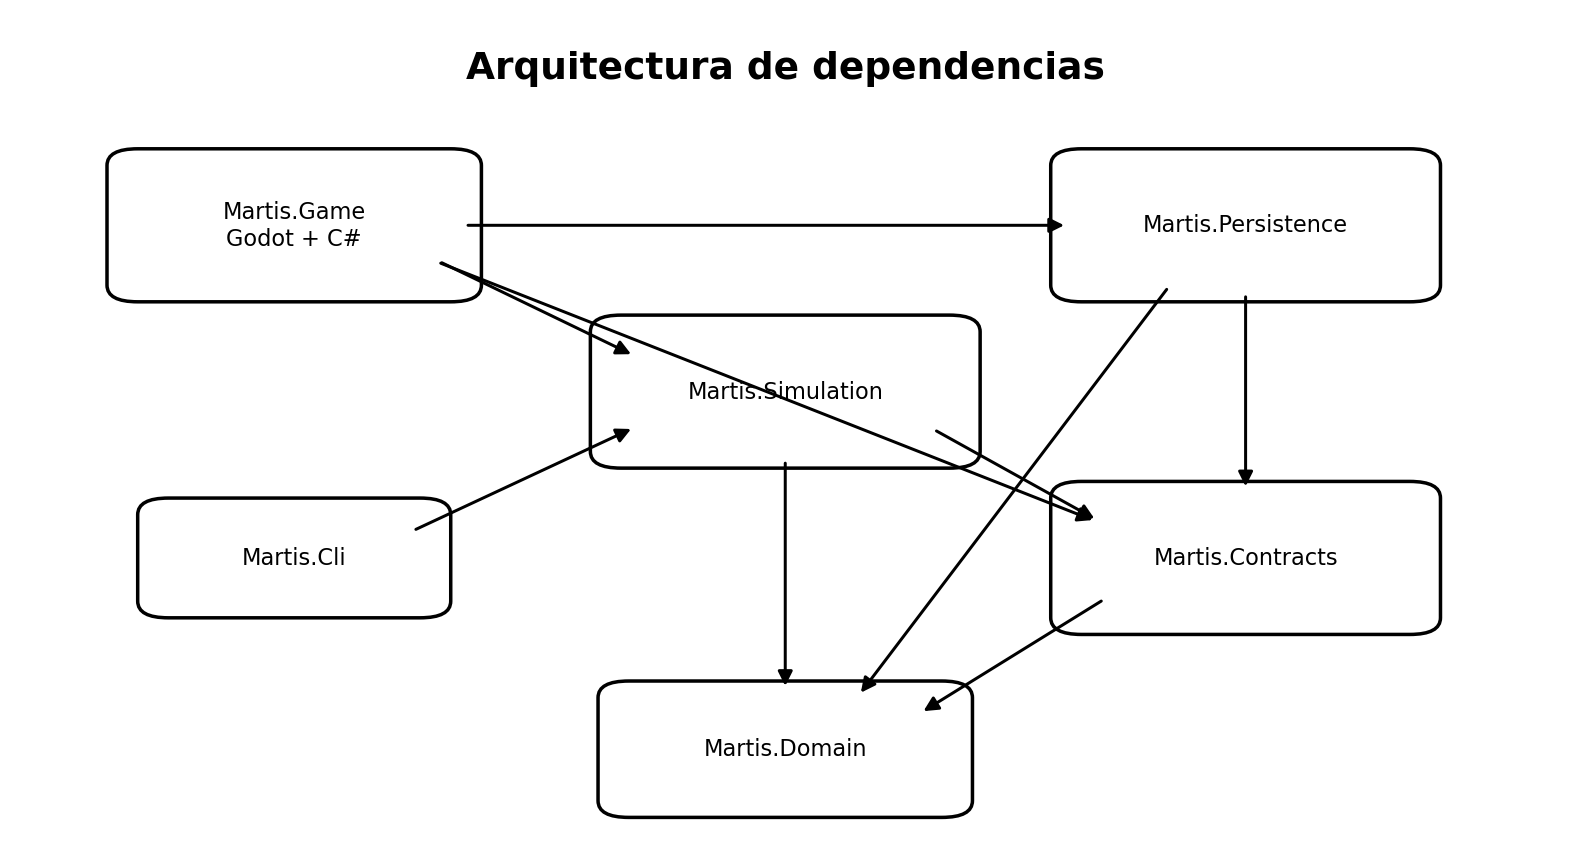 Arquitectura de dependencias
Martis.Game
Godot + C#
Martis.Persistence
Martis.Simulation
Martis.Cli
Martis.Contracts
Martis.Domain